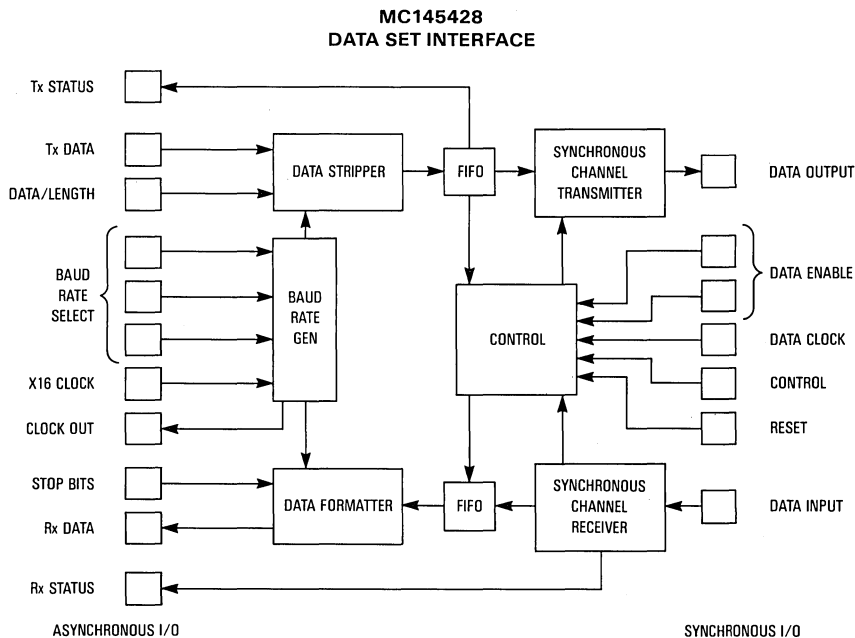 MC145428
DATA SET INTERFACE
Tx STATUS
Tx DATA
DATA/LENGTH
BAUD
RATE
SELECT
X16 CLOCK
CLOCK OUT
STOP BITS
Rx DATA
Rx STATUS
ASYNCHRONOUS I/O
DATA STRIPPER
BAUD
RATE
GEN
DATA FORMATTER
FIFO
CONTROL
FIFO
SYNCHRONOUS
CHANNEL
TRANSMITTER
SYNCHRONOUS
CHANNEL
RECEIVER
DATA OUTPUT
DATA ENABLE
DATA CLOCK
CONTROL
RESET
DATA INPUT
SYNCHRONOUS I/O